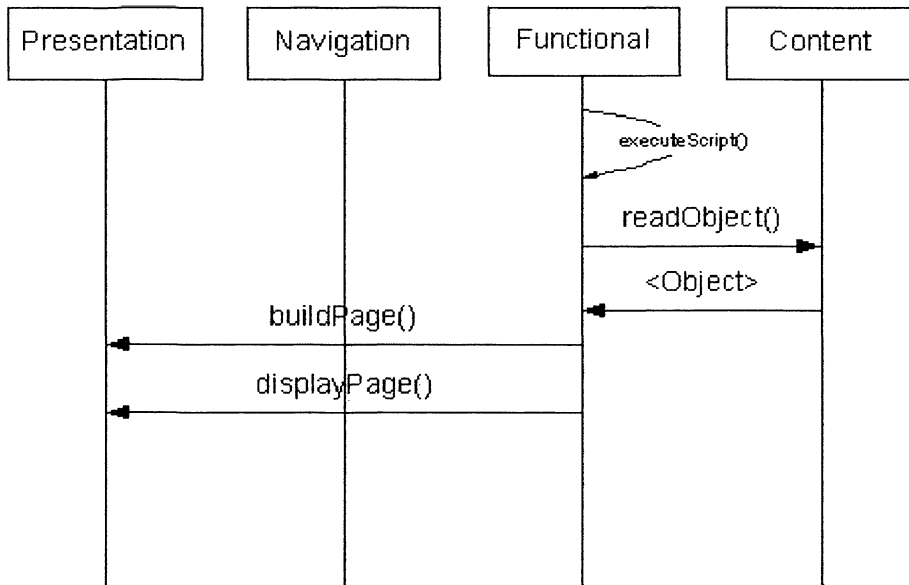 Presentation
Navigation
Functional
Content
executeScript()
readObject()
<Object>
buildPage()
displayPage()